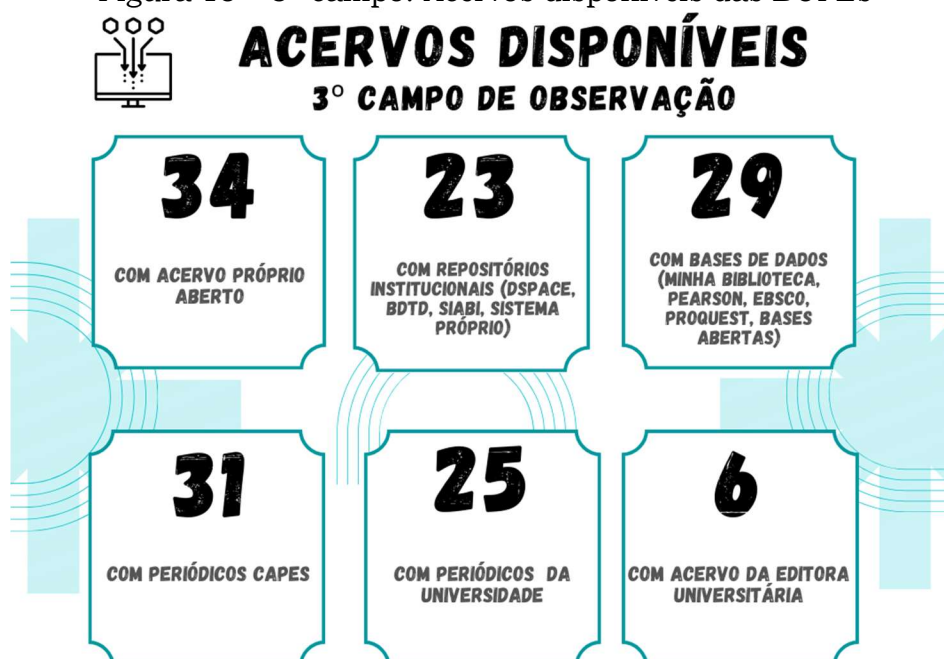 ACERVOS DISPONÍVEIS
3º CAMPO DE OBSERVAÇÃO
34
COM ACERVO PRÓPRIO
ABERTO
23
COM REPOSITÓRIOS
INSTITUCIONAIS (DSPACE,
BDTD, SIABI, SISTEMA
PRÓPRIO)
29
COM BASES DE DADOS
(MINHA BIBLIOTECA,
PEARSON, EBSCO,
PROQUEST, BASES
ABERTAS)
31
COM PERIÓDICOS CAPES
25
COM PERIÓDICOS DA
UNIVERSIDADE
6
COM ACERVO DA EDITORA
UNIVERSITÁRIA